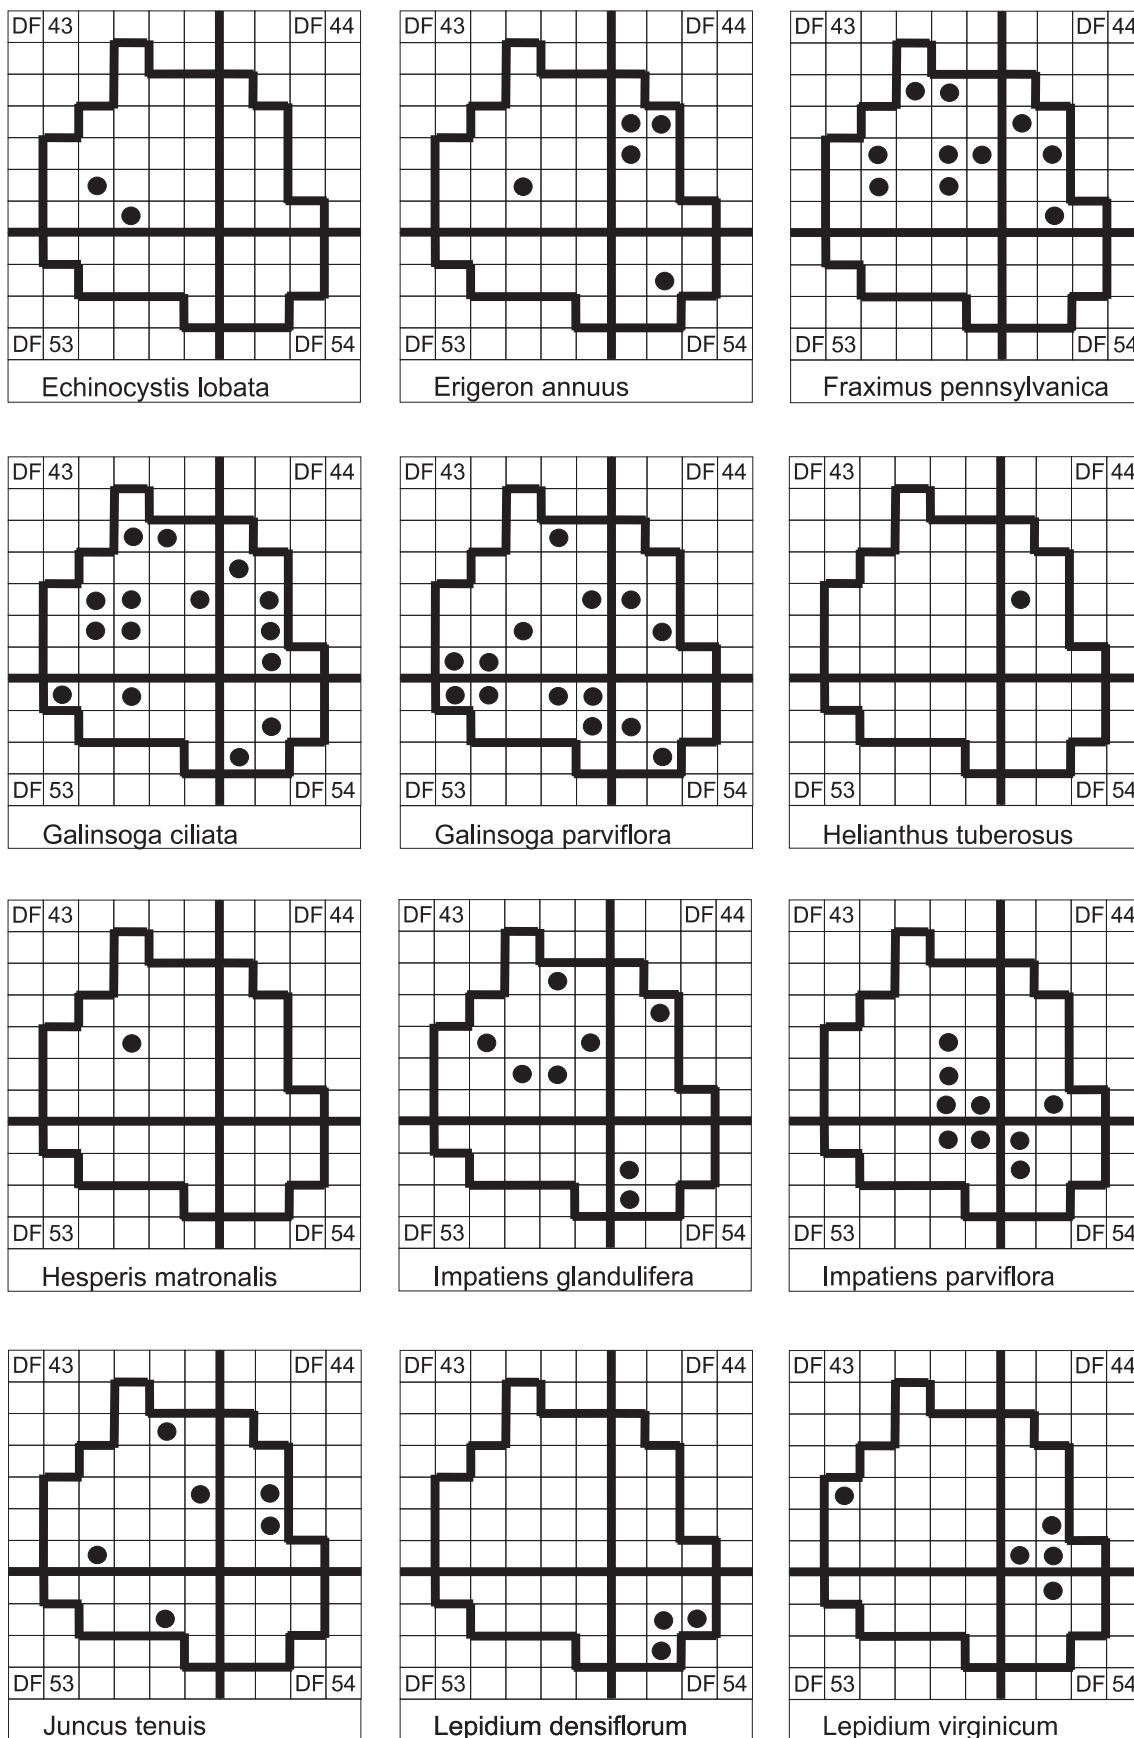 DF 43 DF 44 DF 43 DF 44 DF 43 DF 44
DF 53 DF 54 DF 53 DF 54 DF 53 DF 54
Echinocystis lobata Erigeron annuus Fraximus pennsylvanica
DF 43 DF 44 DF 43 DF 44 DF 43 DF 44
DF 53 DF 54 DF 53 DF 54 DF 53 DF 54
Galinsoga ciliata Galinsoga parviflora Helianthus tuberosus
DF 43 DF 44 DF 43 DF 44 DF 43 DF 44
DF 53 DF 54 DF 53 DF 54 DF 53 DF 54
Hesperis matronalis Impatiens glandulifera Impatiens parviflora
DF 43 DF 44 DF 43 DF 44 DF 43 DF 44
DF 53 DF 54 DF 53 DF 54 DF 53 DF 54
Juncus tenuis Lepidium densiflorum Lepidium virginicum